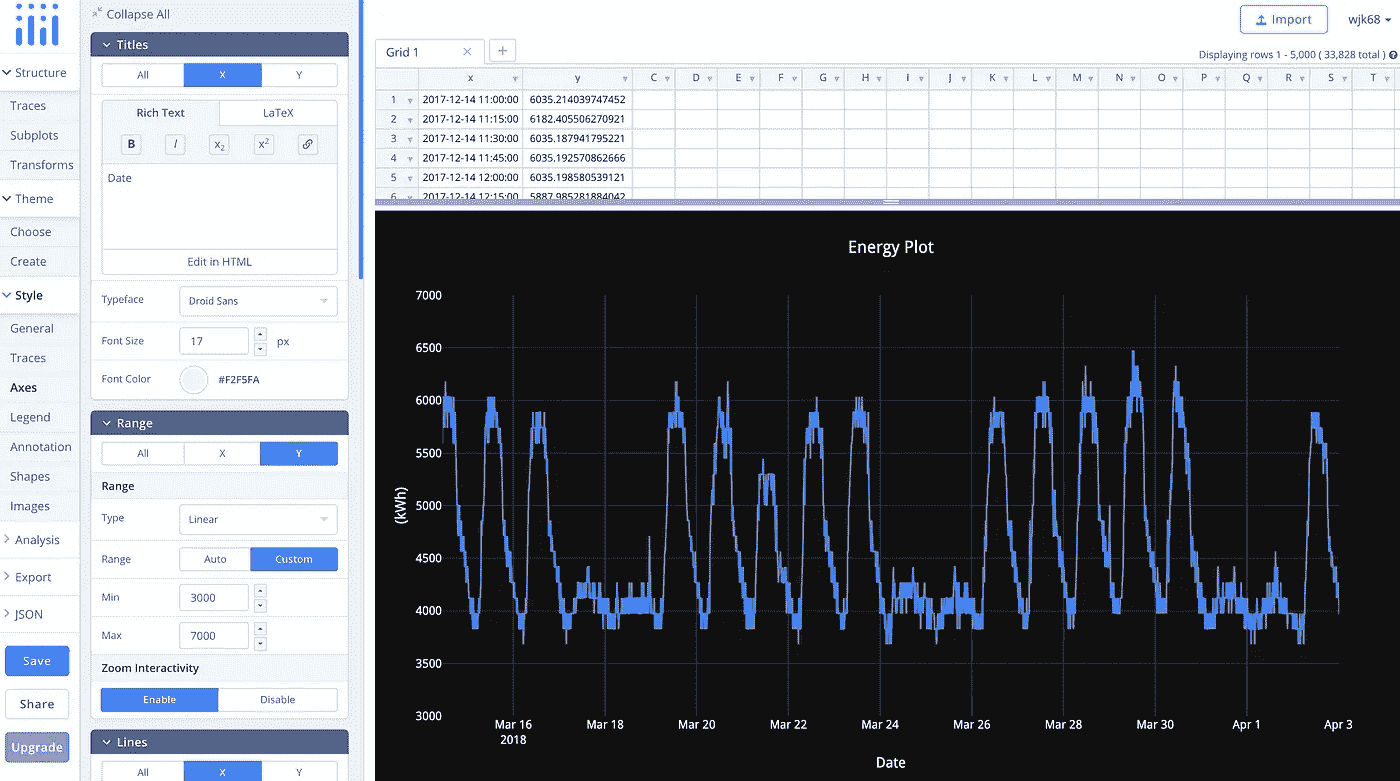 Collapse All
Titles
All X Y
Rich Text LaTeX
B I x2 x2
Date
Edit in HTML
Typeface Droid Sans
Font Size 17 px
Font Color #F2F5FA
Range
All X Y
Range
Type Linear
Range Auto Custom
Min 3000
Max 7000
Zoom Interactivity
Enable Disable
Lines
All X Y
Structure
Traces
Subplots
Transforms
Theme
Choose
Create
Style
General
Traces
Axes
Legend
Annotation
Shapes
Images
Analysis
Export
JSON
Save
Share
Upgrade
Import wjk68
Grid 1 × +
Displaying rows 1 - 5,000 ( 33,828 total ) ?
x y C D E F G H I J K L M N O P Q R S T
1 2017-12-14 11:00:00 6035.214039747452
2 2017-12-14 11:15:00 6182.405506270921
3 2017-12-14 11:30:00 6035.187941795221
4 2017-12-14 11:45:00 6035.192570862666
5 2017-12-14 12:00:00 6035.198580539121
6 2017-12-14 12:15:00 5887.985281884042
Energy Plot
7000
6500
6000
5500
5000
4500
4000
3500
3000
(kWh)
Mar 16 Mar 18 Mar 20 Mar 22 Mar 24 Mar 26 Mar 28 Mar 30 Apr 1 Apr 3
2018
Date